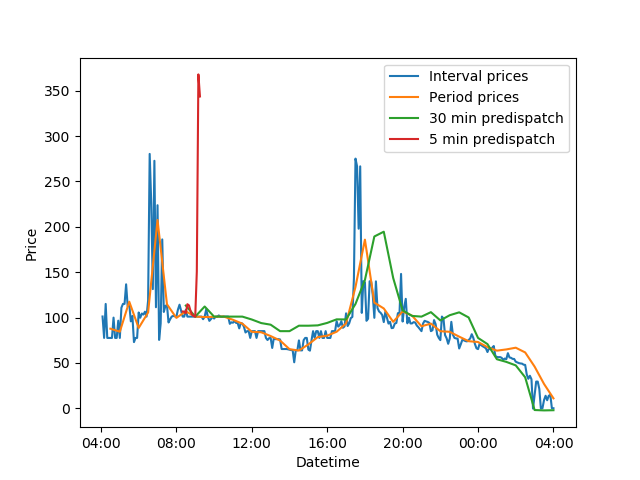 Interval prices
Period prices
30 min predispatch
5 min predispatch
Price
350
300
250
200
150
100
50
0
04:00 08:00 12:00 16:00 20:00 00:00 04:00
Datetime